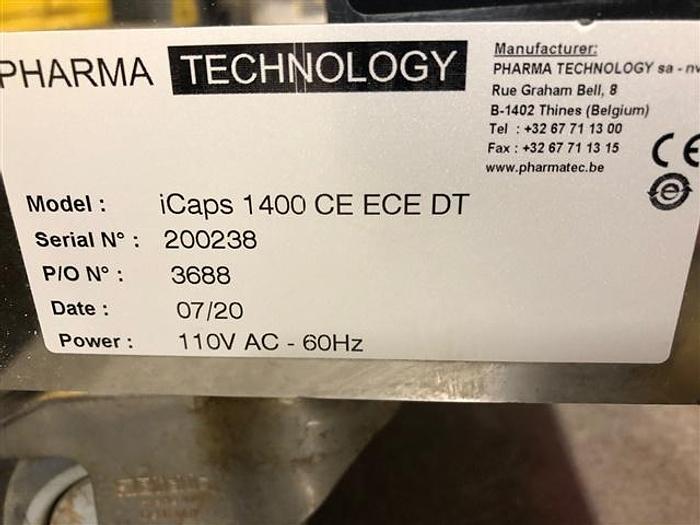 PHARMA TECHNOLOGY
Manufacturer:
PHARMA TECHNOLOGY sa - nv
Rue Graham Bell, 8
B-1402 Thines (Belgium)
Tel : +32 67 71 13 00
Fax : +32 67 71 13 15
www.pharmatec.be
CE
e
Model : iCaps 1400 CE ECE DT
Serial N° : 200238
P/O N° : 3688
Date : 07/20
Power : 110V AC - 60Hz